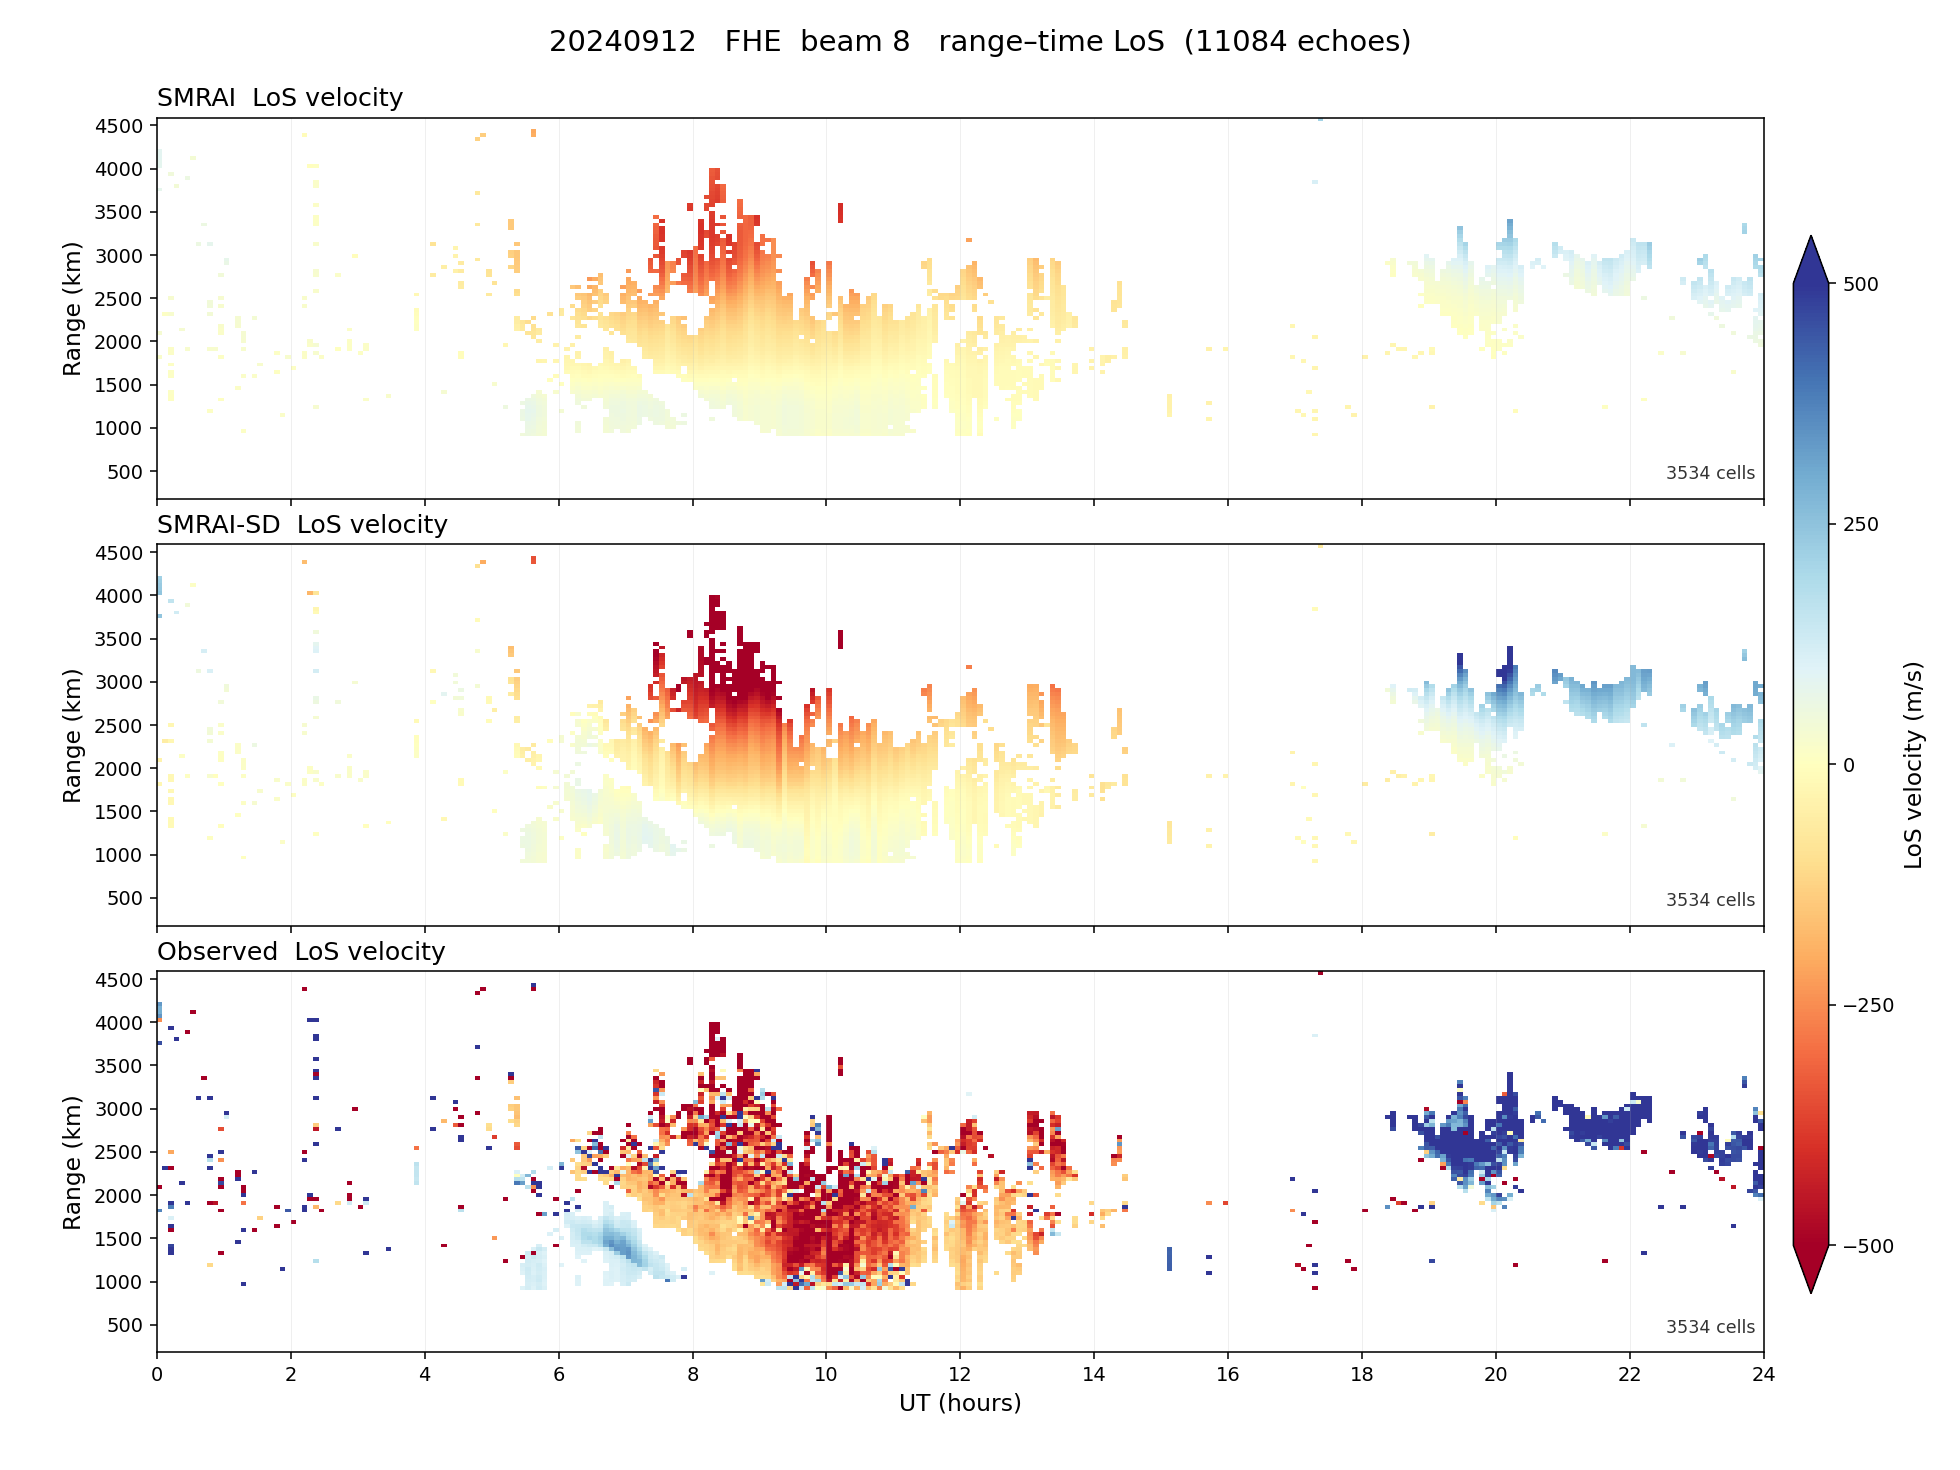 20240912 FHE beam 8 range–time LoS (11084 echoes)
SMRAI LoS velocity
4500
4000
3500
3000
2500
2000
1500
1000
500
Range (km)
3534 cells
SMRAI-SD LoS velocity
4500
4000
3500
3000
2500
2000
1500
1000
500
Range (km)
3534 cells
Observed LoS velocity
4500
4000
3500
3000
2500
2000
1500
1000
500
Range (km)
3534 cells
0 2 4 6 8 10 12 14 16 18 20 22 24
UT (hours)
500
250
0
−250
−500
LoS velocity (m/s)